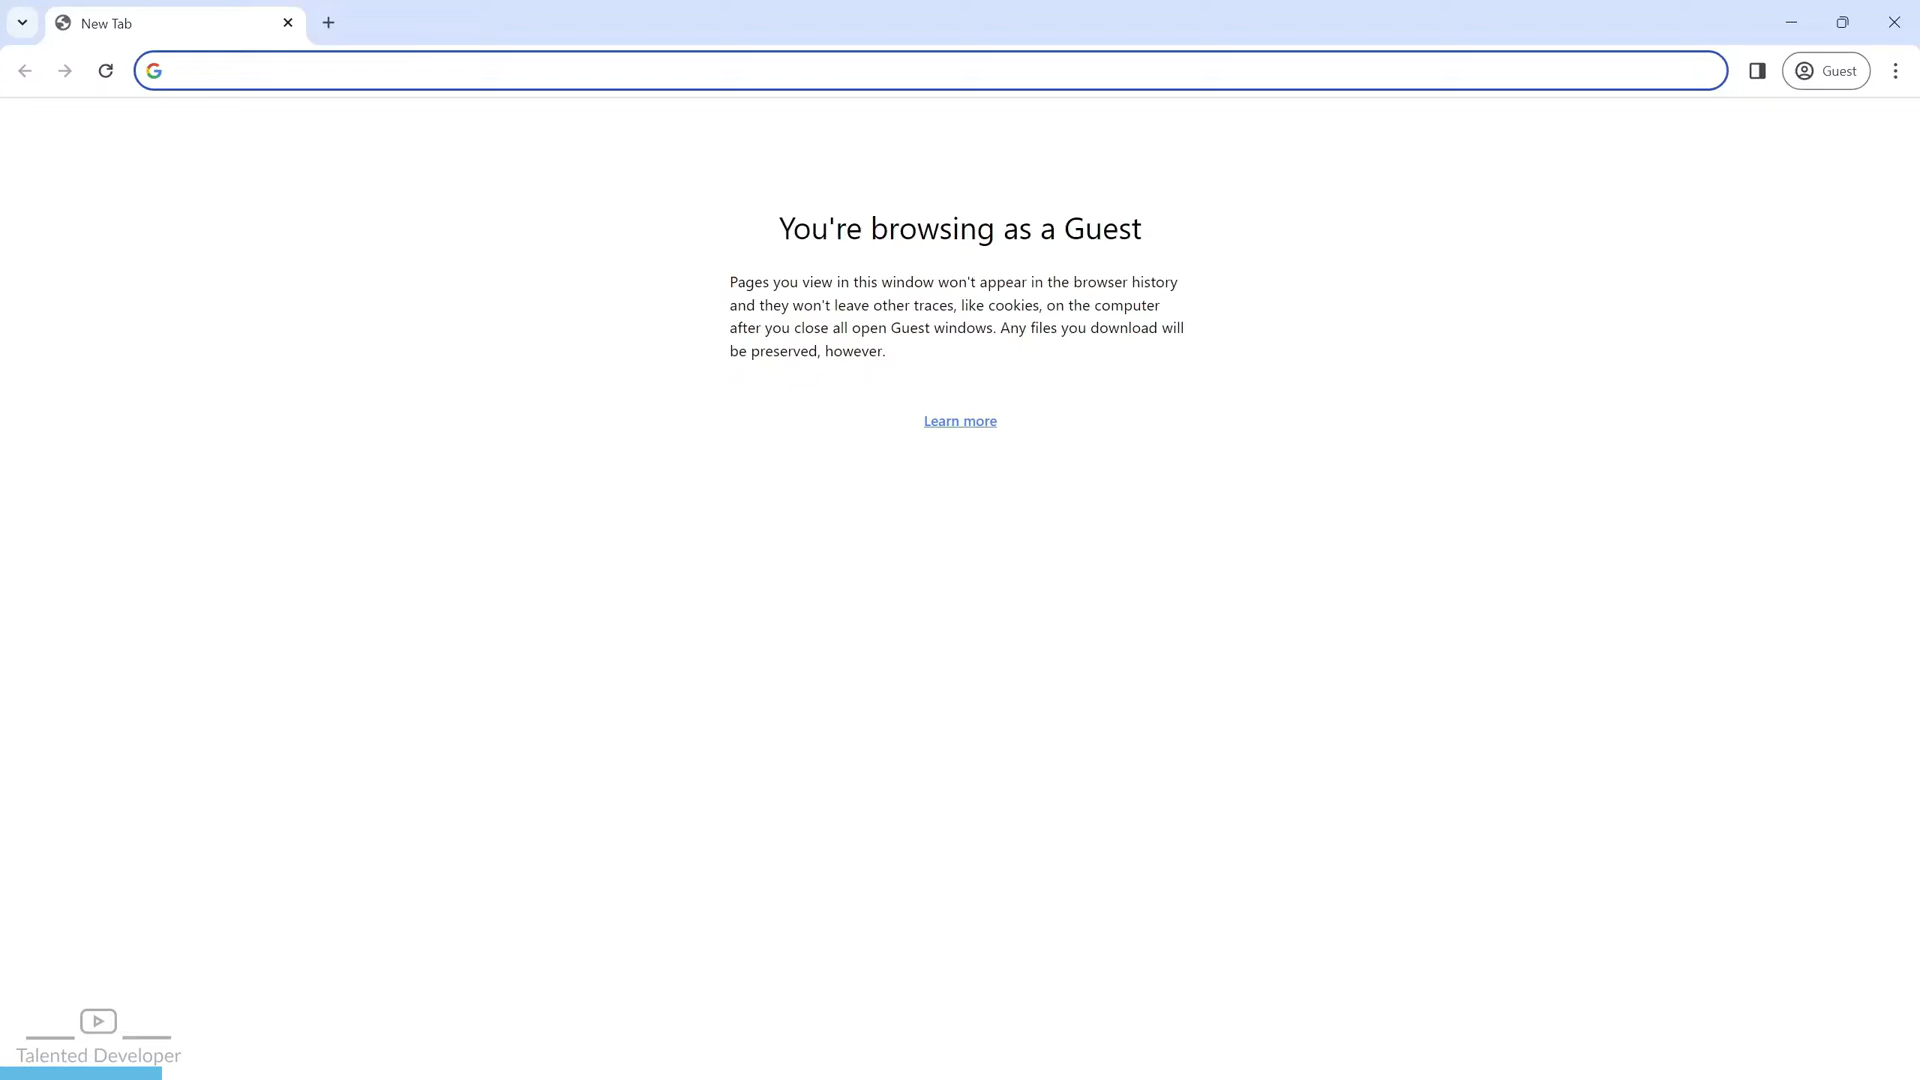 New Tab
Guest
You're browsing as a Guest
Pages you view in this window won't appear in the browser history
and they won't leave other traces, like cookies, on the computer
after you close all open Guest windows. Any files you download will
be preserved, however.
Learn more
Talented Developer